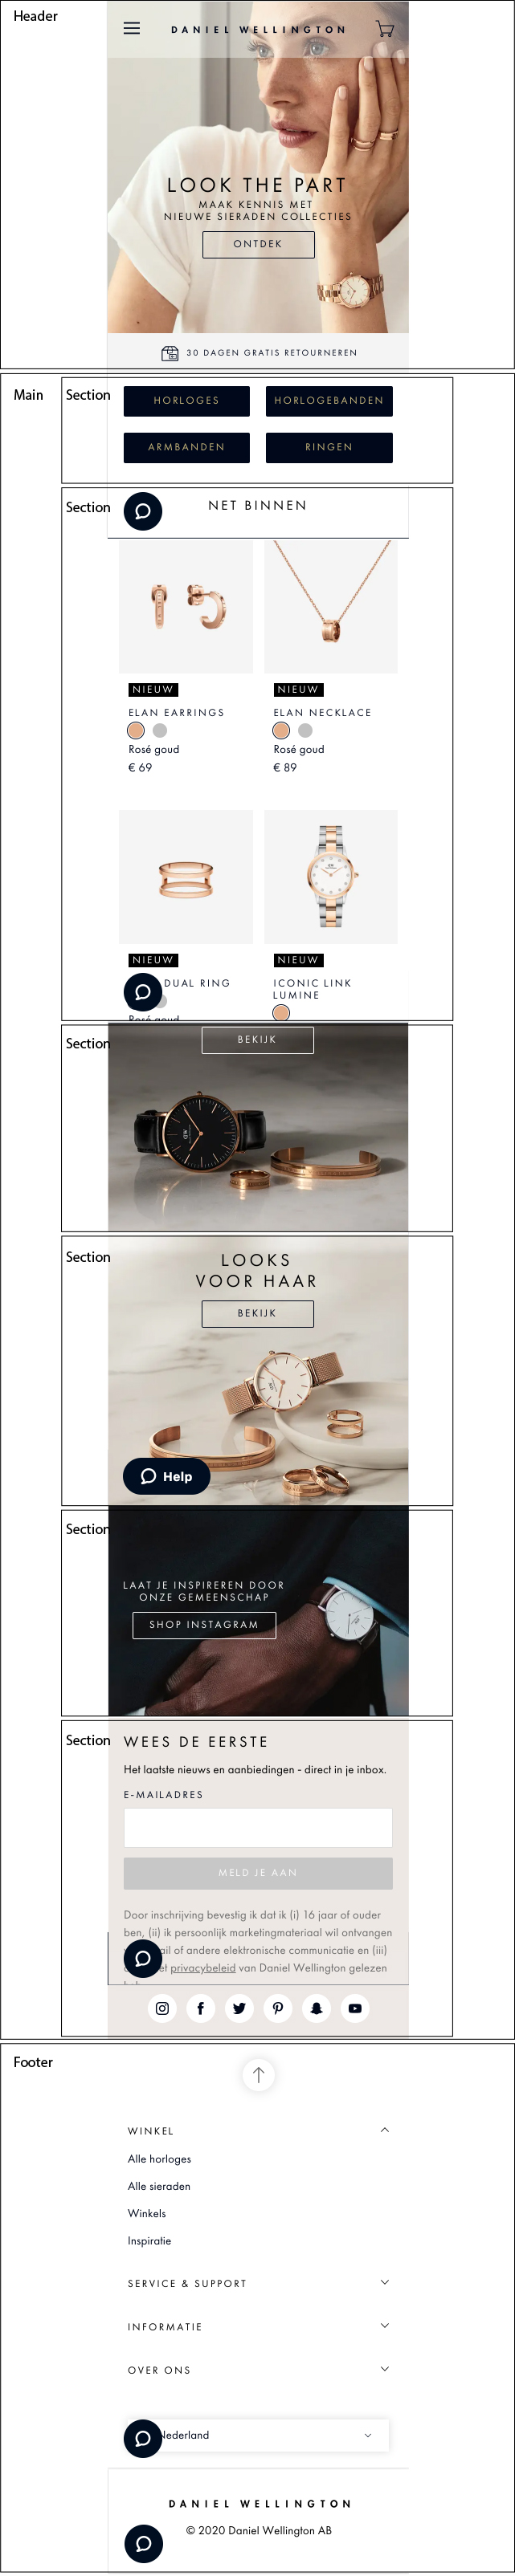 Header
DANIEL WELLINGTON
LOOK THE PART
MAAK KENNIS MET
NIEUWE SIERADEN COLLECTIES
ONTDEK
30 DAGEN GRATIS RETOURNEREN
Main
Section
HORLOGES
HORLOGEBANDEN
ARMBANDEN
RINGEN
Section
NET BINNEN
NIEUW
NIEUW
ELAN EARRINGS
ELAN NECKLACE
Rosé goud
Rosé goud
€ 69
€ 89
NIEUW
NIEUW
DUAL RING
ICONIC LINK
LUMINE
Rosé goud
Section
BEKIJK
Section
LOOKS
VOOR HAAR
BEKIJK
Help
Section
LAAT JE INSPIREREN DOOR
ONZE GEMEENSCHAP
SHOP INSTAGRAM
Section
WEES DE EERSTE
Het laatste nieuws en aanbiedingen - direct in je inbox.
E-MAILADRES
MELD JE AAN
Door inschrijving bevestig ik dat ik (i) 16 jaar of ouder
ben, (ii) ik persoonlijk marketingmateriaal wil ontvangen
of andere elektronische communicatie en (iii)
privacybeleid van Daniel Wellington gelezen
Footer
WINKEL
Alle horloges
Alle sieraden
Winkels
Inspiratie
SERVICE & SUPPORT
INFORMATIE
OVER ONS
Nederland
DANIEL WELLINGTON
© 2020 Daniel Wellington AB